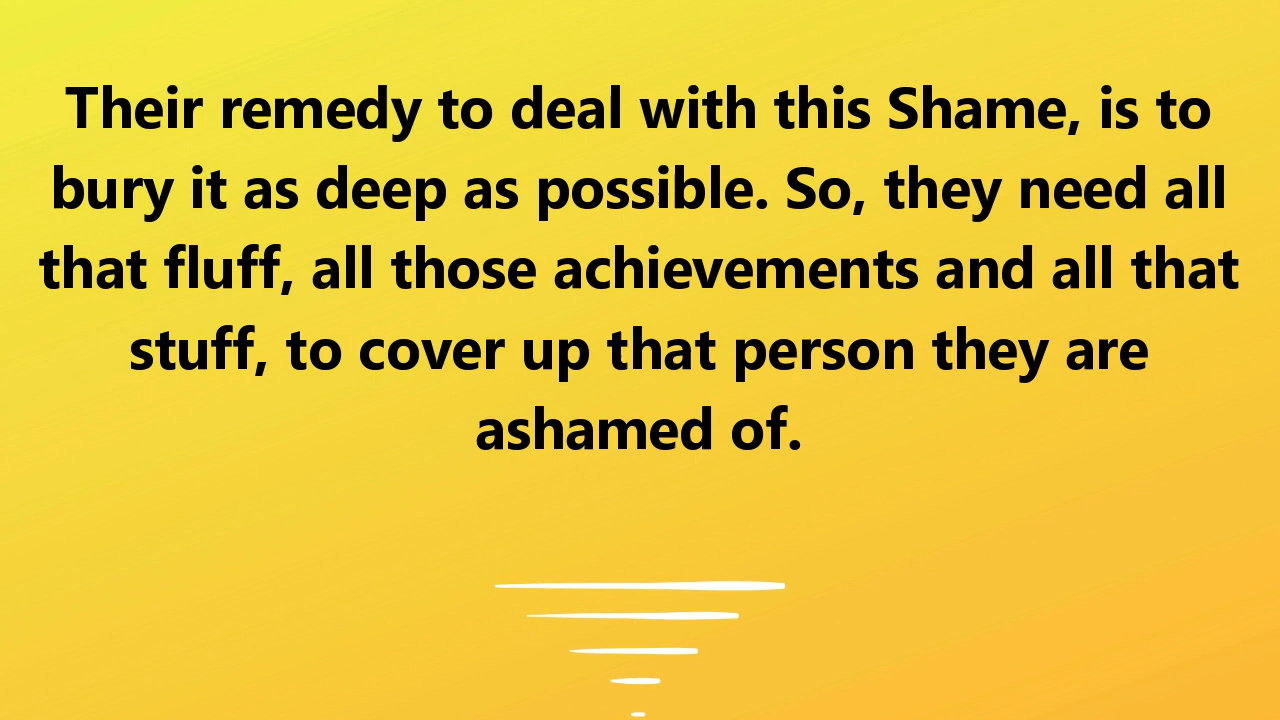 Their remedy to deal with this Shame, is to
bury it as deep as possible. So, they need all
that fluff, all those achievements and all that
stuff, to cover up that person they are
ashamed of.